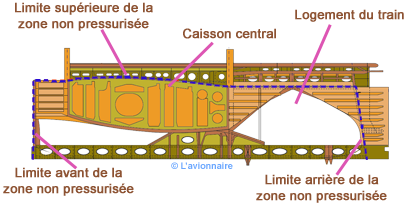 Limite supérieure de la
zone non pressurisée
Logement du train
Caisson central
© L'avionnaire
Limite avant de la
zone non pressurisée
Limite arrière de la
zone non pressurisée